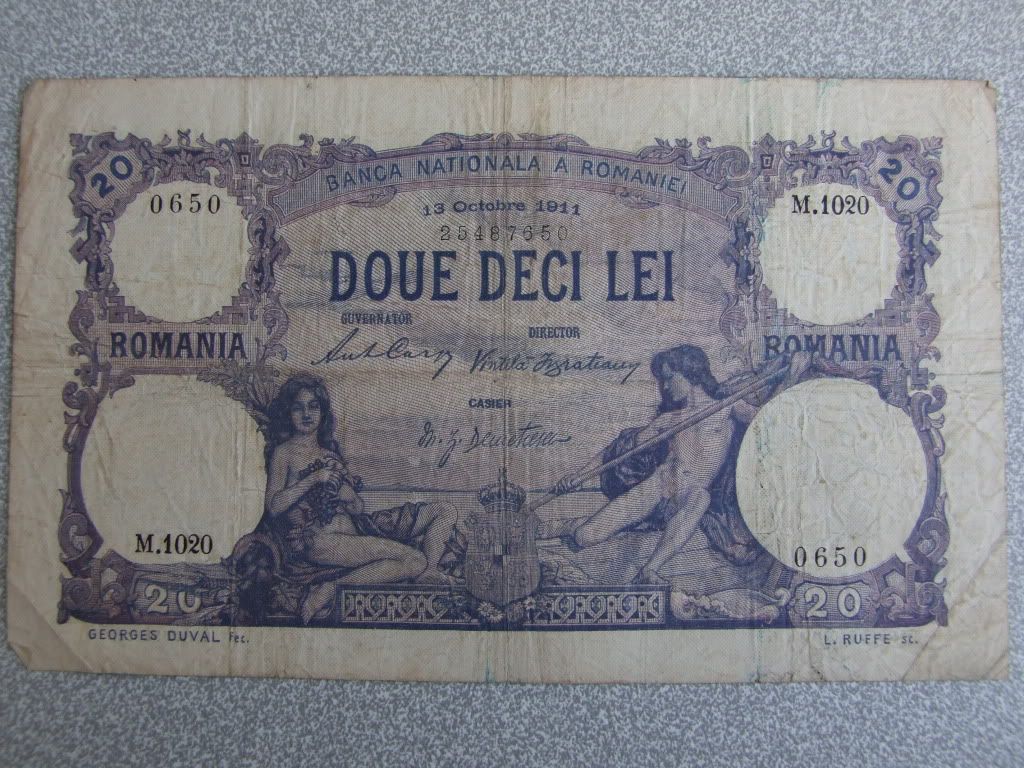 20
20
BANCA NATIONALA A ROMANIEI
0650
13 Octobre 1911
M.1020
25487650
DOUE DECI LEI
GUVERNATOR
DIRECTOR
ROMANIA
ROMANIA
CASIER
M.1020
0650
20
20
GEORGES DUVAL Fec.
L. RUFFE Sc.